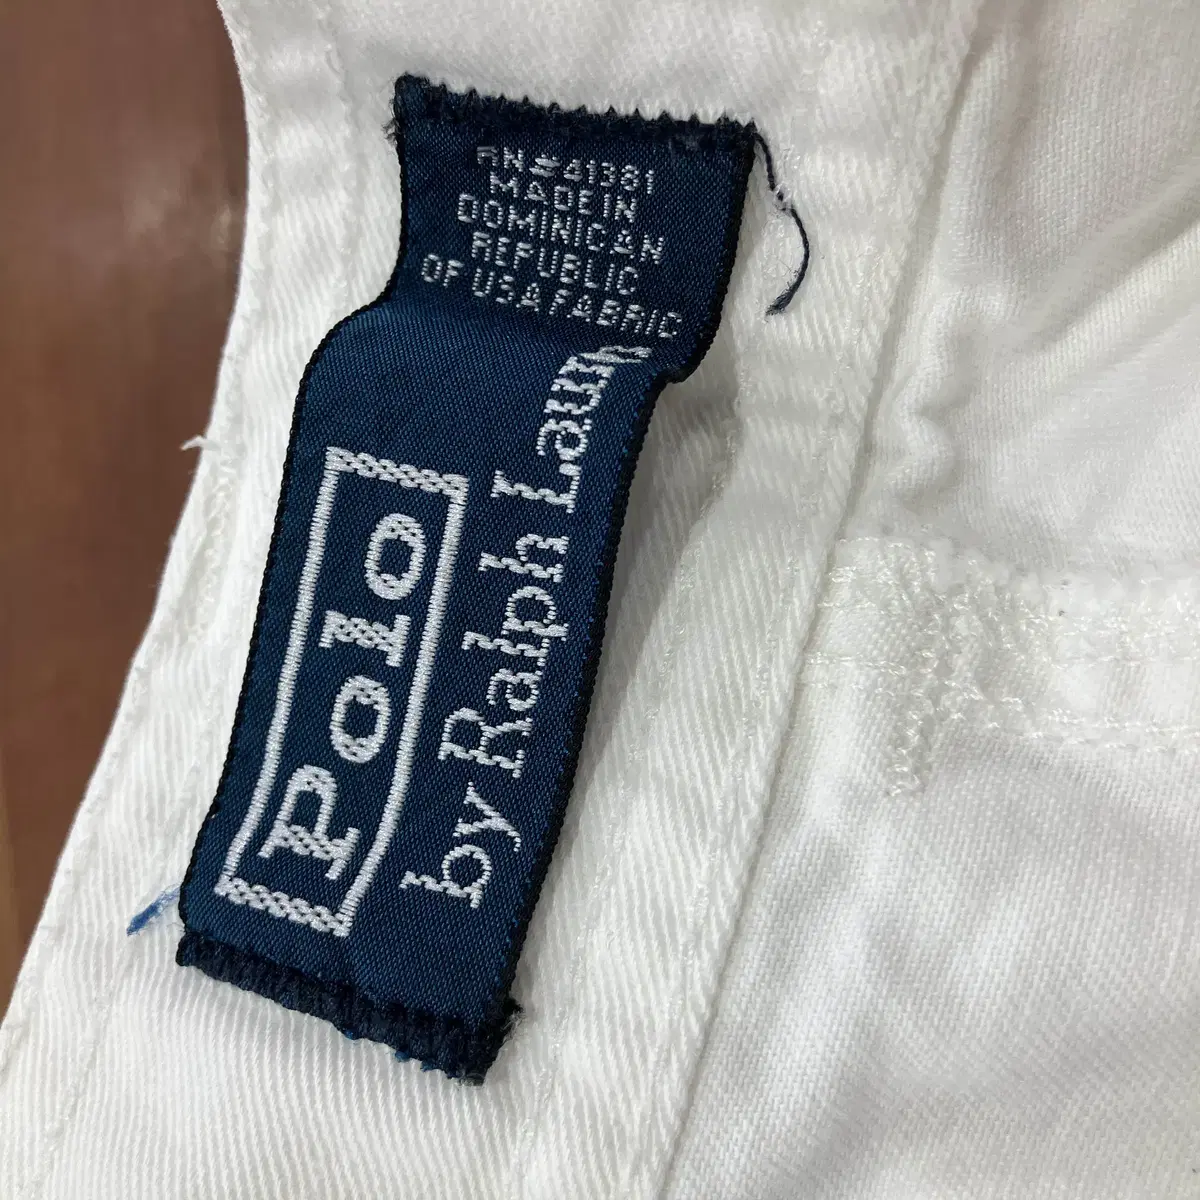 RN#41381
MADE IN
DOMINICAN
REPUBLIC
OF USA FABRIC
Polo
by Ralph Lauren